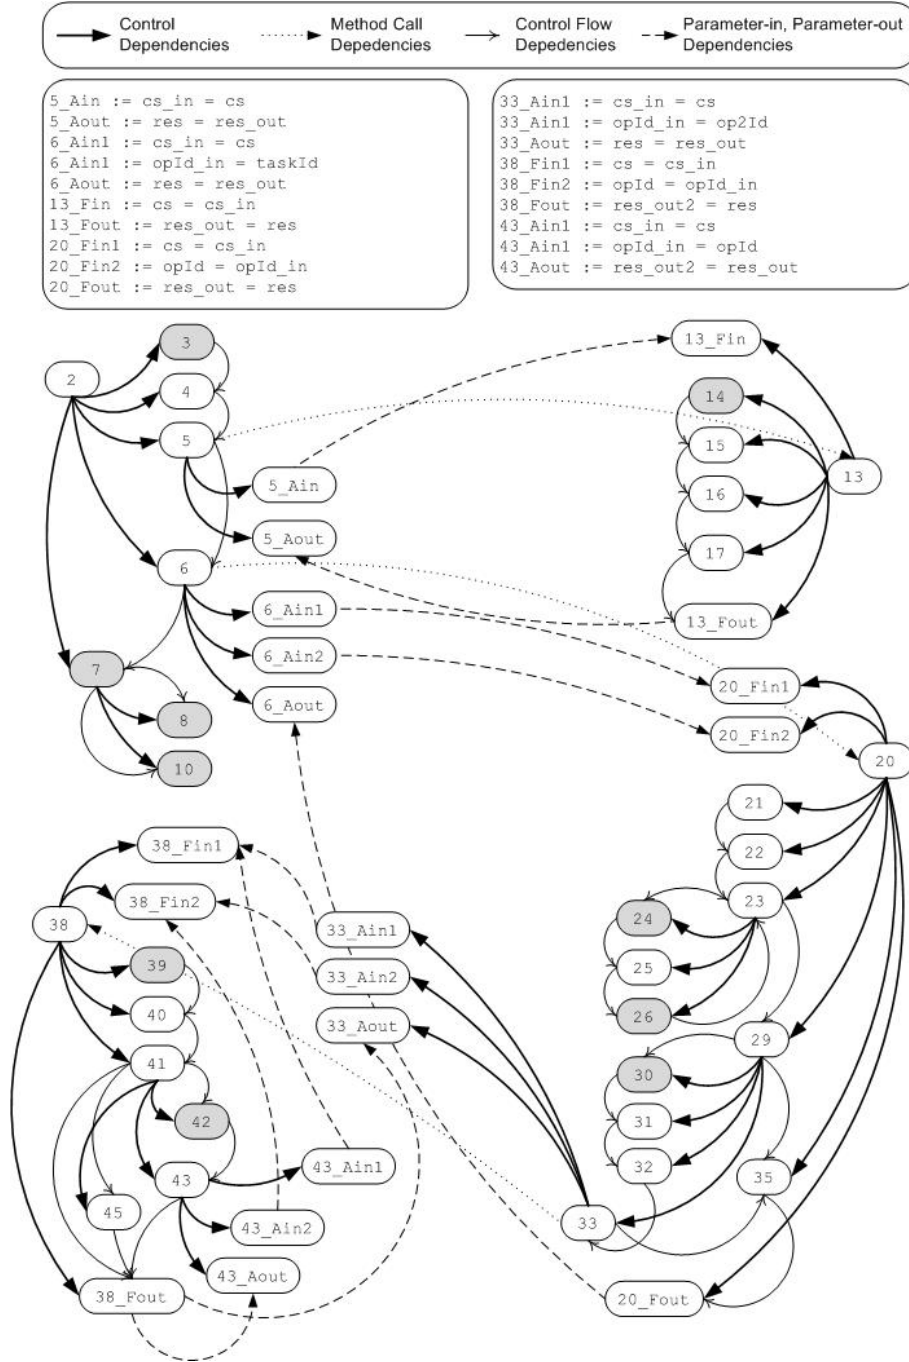 Control Dependencies
Method Call Depedencies
Control Flow Depedencies
Parameter-in, Parameter-out Dependencies
5_Ain := cs_in = cs
5_Aout := res = res_out
6_Ain1 := cs_in = cs
6_Ain1 := opId_in = taskId
6_Aout := res = res_out
13_Fin := cs = cs_in
13_Fout := res_out = res
20_Fin1 := cs = cs_in
20_Fin2 := opId = opId_in
20_Fout := res_out = res
33_Ain1 := cs_in = cs
33_Ain1 := opId_in = op2Id
33_Aout := res = res_out
38_Fin1 := cs = cs_in
38_Fin2 := opId = opId_in
38_Fout := res_out2 = res
43_Ain1 := cs_in = cs
43_Ain1 := opId_in = opId
43_Aout := res_out2 = res_out
2
3
4
5
5_Ain
5_Aout
6
6_Ain1
6_Ain2
6_Aout
7
8
10
13_Fin
14
15
13
16
17
13_Fout
20_Fin1
20_Fin2
20
21
22
23
24
25
26
29
30
31
32
35
33
20_Fout
38_Fin1
38_Fin2
38
33_Ain1
33_Ain2
33_Aout
39
40
41
42
43
43_Ain1
45
43_Ain2
43_Aout
38_Fout